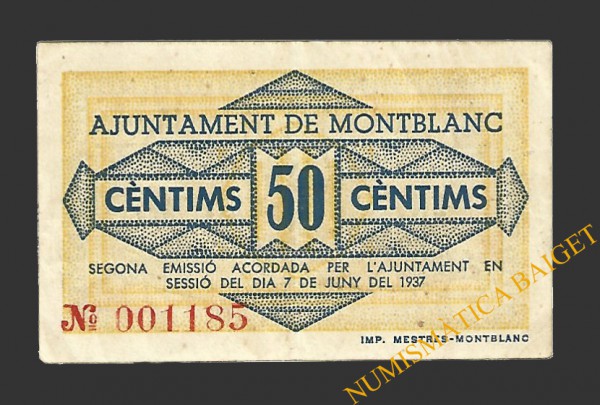 AJUNTAMENT DE MONTBLANC
CÈNTIMS 50 CÈNTIMS
SEGONA EMISSIÓ ACORDADA PER L'AJUNTAMENT EN
SESSIÓ DEL DIA 7 DE JUNY DEL 1937
Nº 001185
IMP. MESTRES-MONTBLANC
NUMISMÀTICA BAIGET